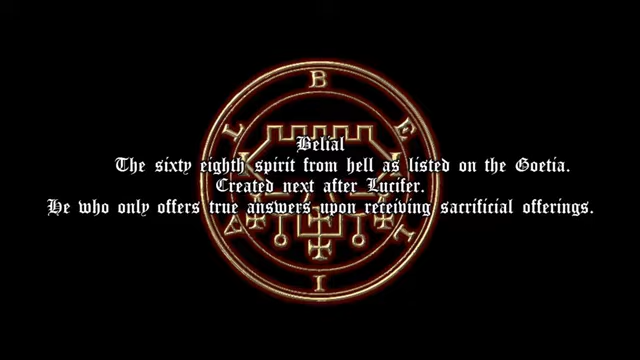 Belial
The sixty eighth spirit from hell as listed on the Goetia.
Created next after Lucifer.
He who only offers true answers upon receiving sacrificial offerings.
B E L I A L